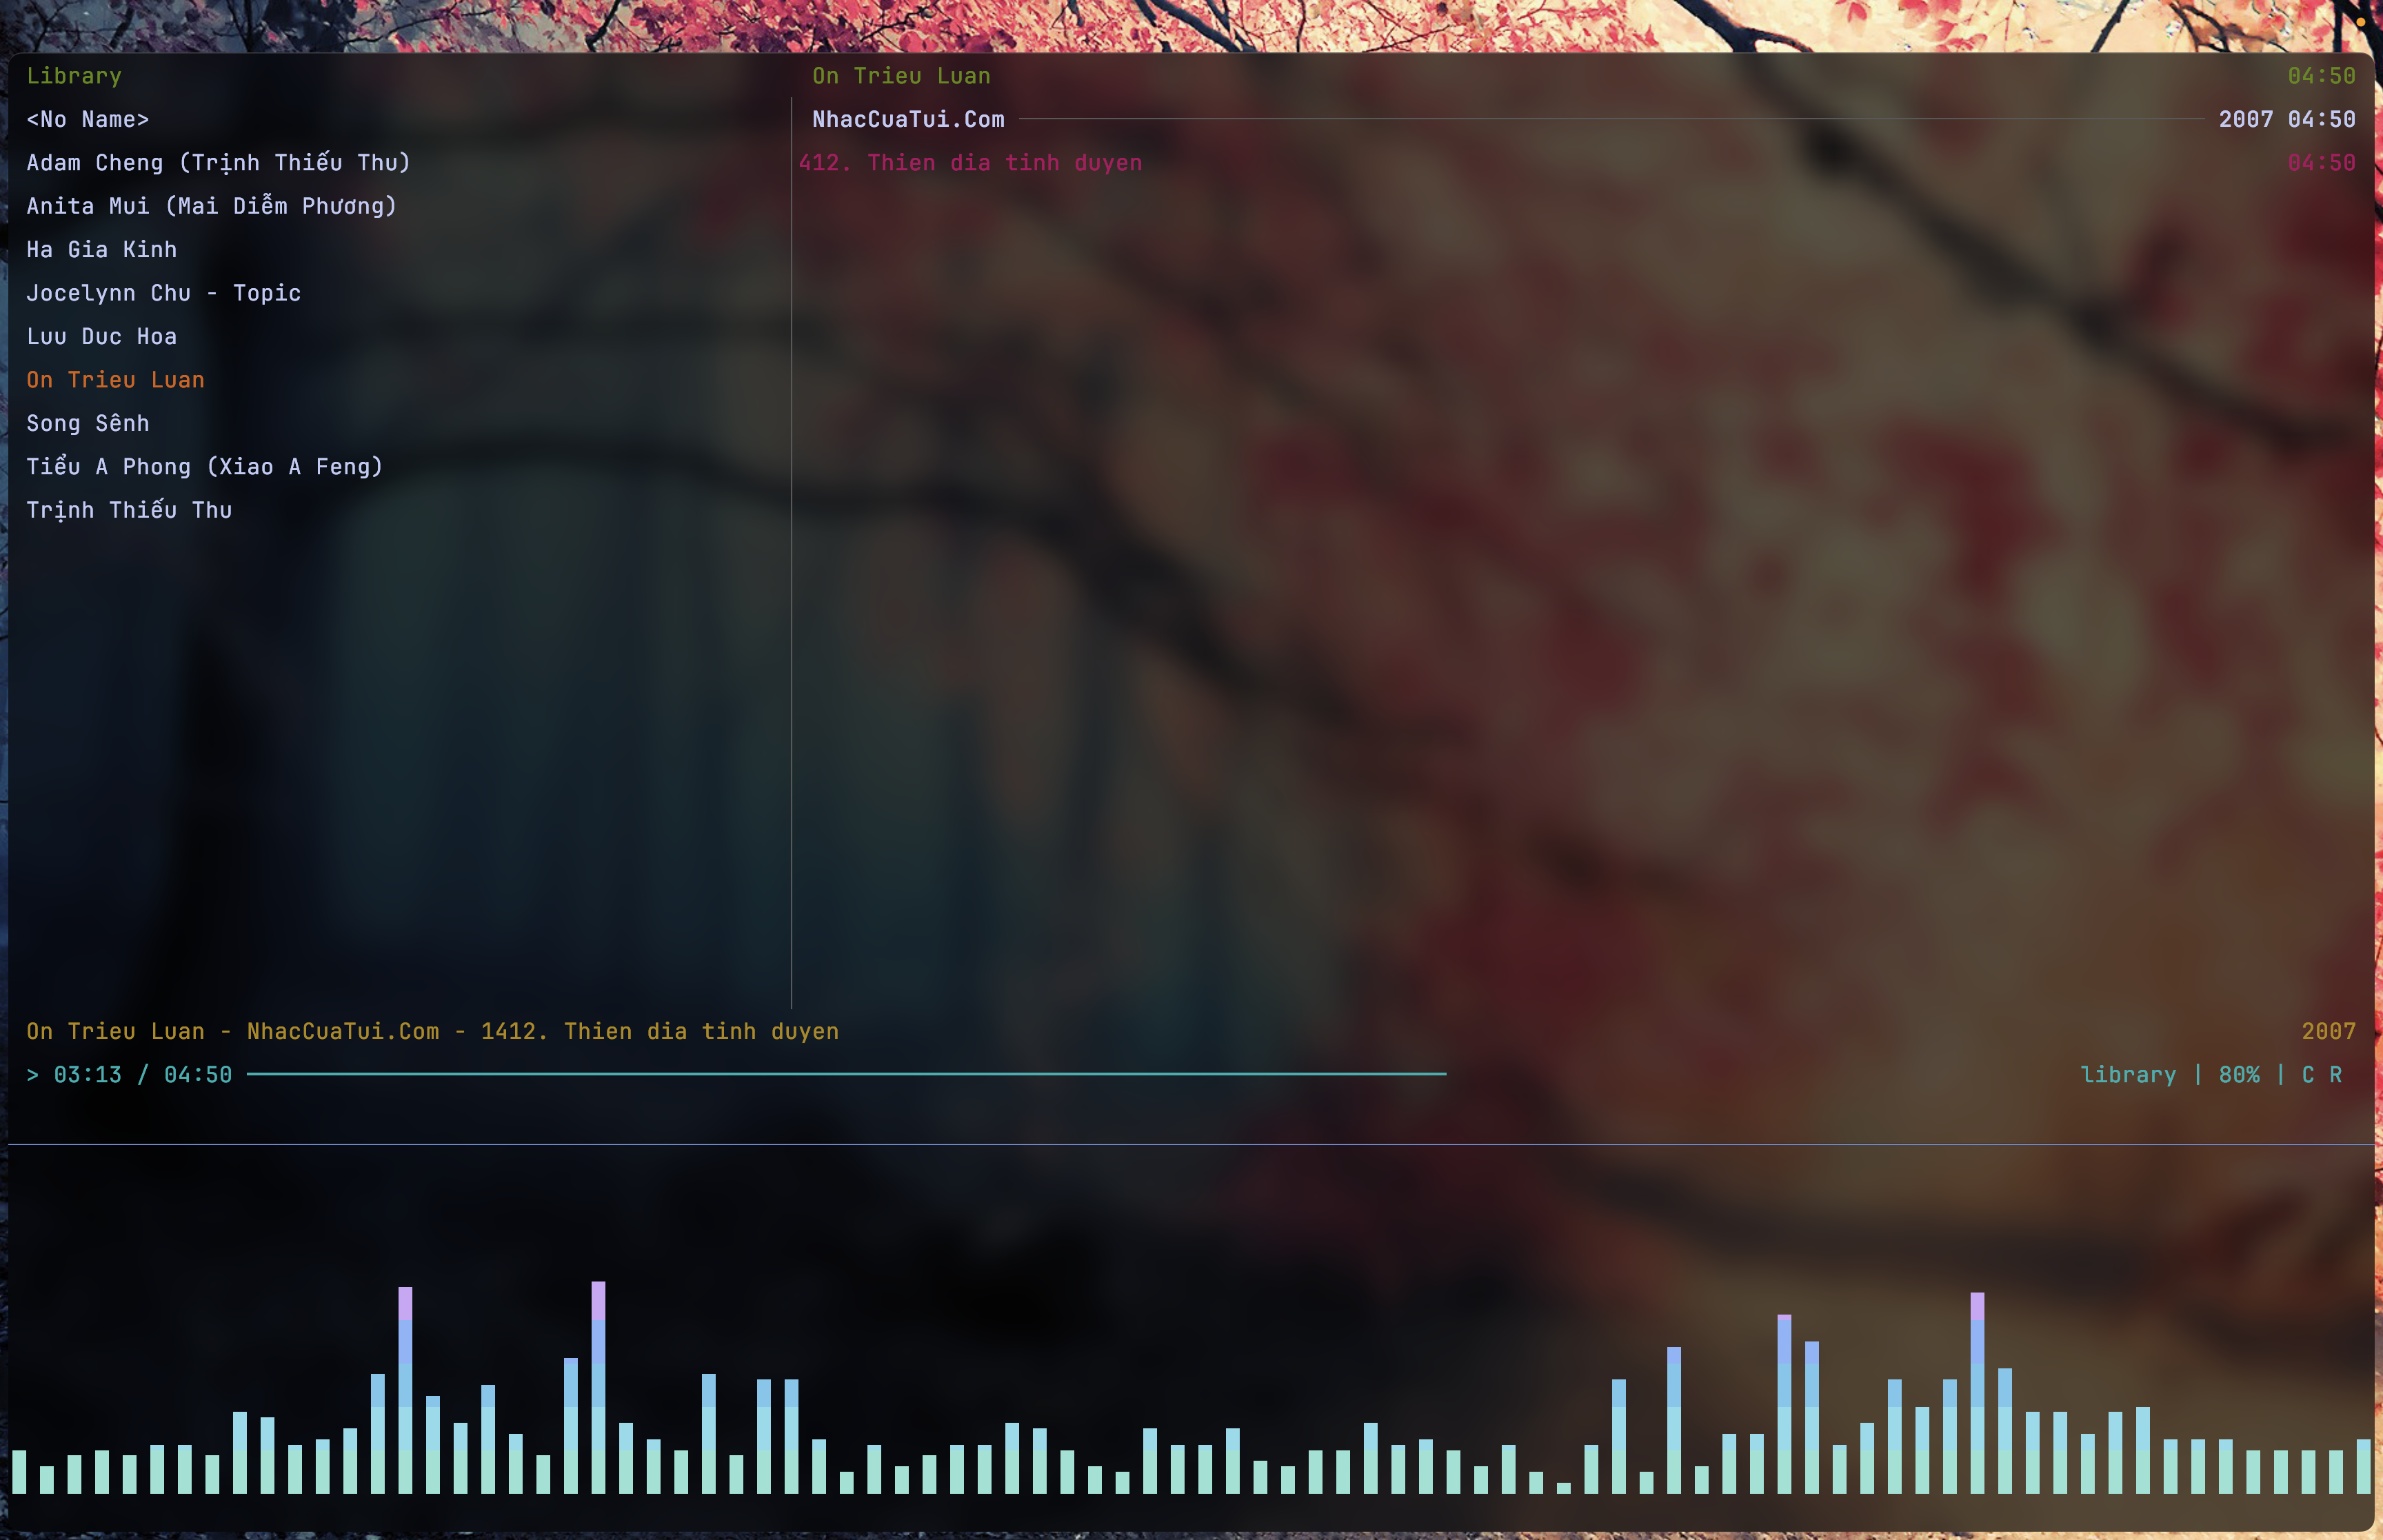 Library
<No Name>
Adam Cheng (Trịnh Thiếu Thu)
Anita Mui (Mai Diễm Phương)
Ha Gia Kinh
Jocelynn Chu - Topic
Luu Duc Hoa
On Trieu Luan
Song Sênh
Tiểu A Phong (Xiao A Feng)
Trịnh Thiếu Thu
On Trieu Luan 04:50
NhacCuaTui.Com 2007 04:50
412. Thien dia tinh duyen 04:50
On Trieu Luan - NhacCuaTui.Com - 1412. Thien dia tinh duyen 2007
> 03:13 / 04:50 library | 80% | C R